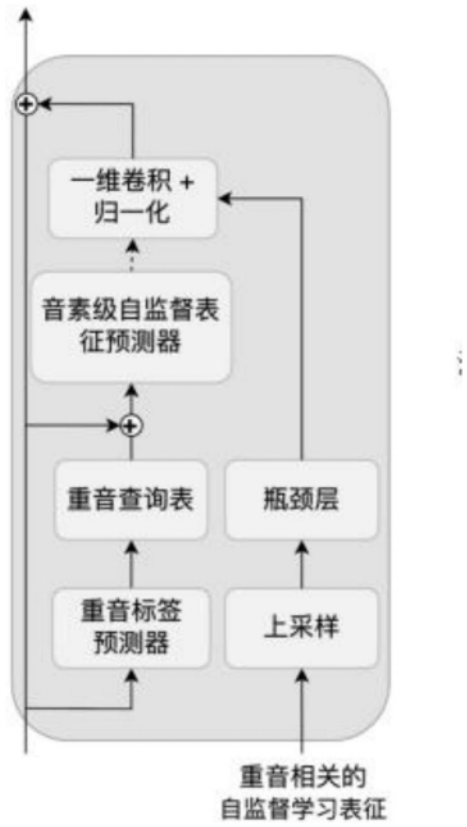 一维卷积 +
归一化
音素级自监督表
征预测器
重音查询表
瓶颈层
重音标签
预测器
上采样
重音相关的
自监督学习表征